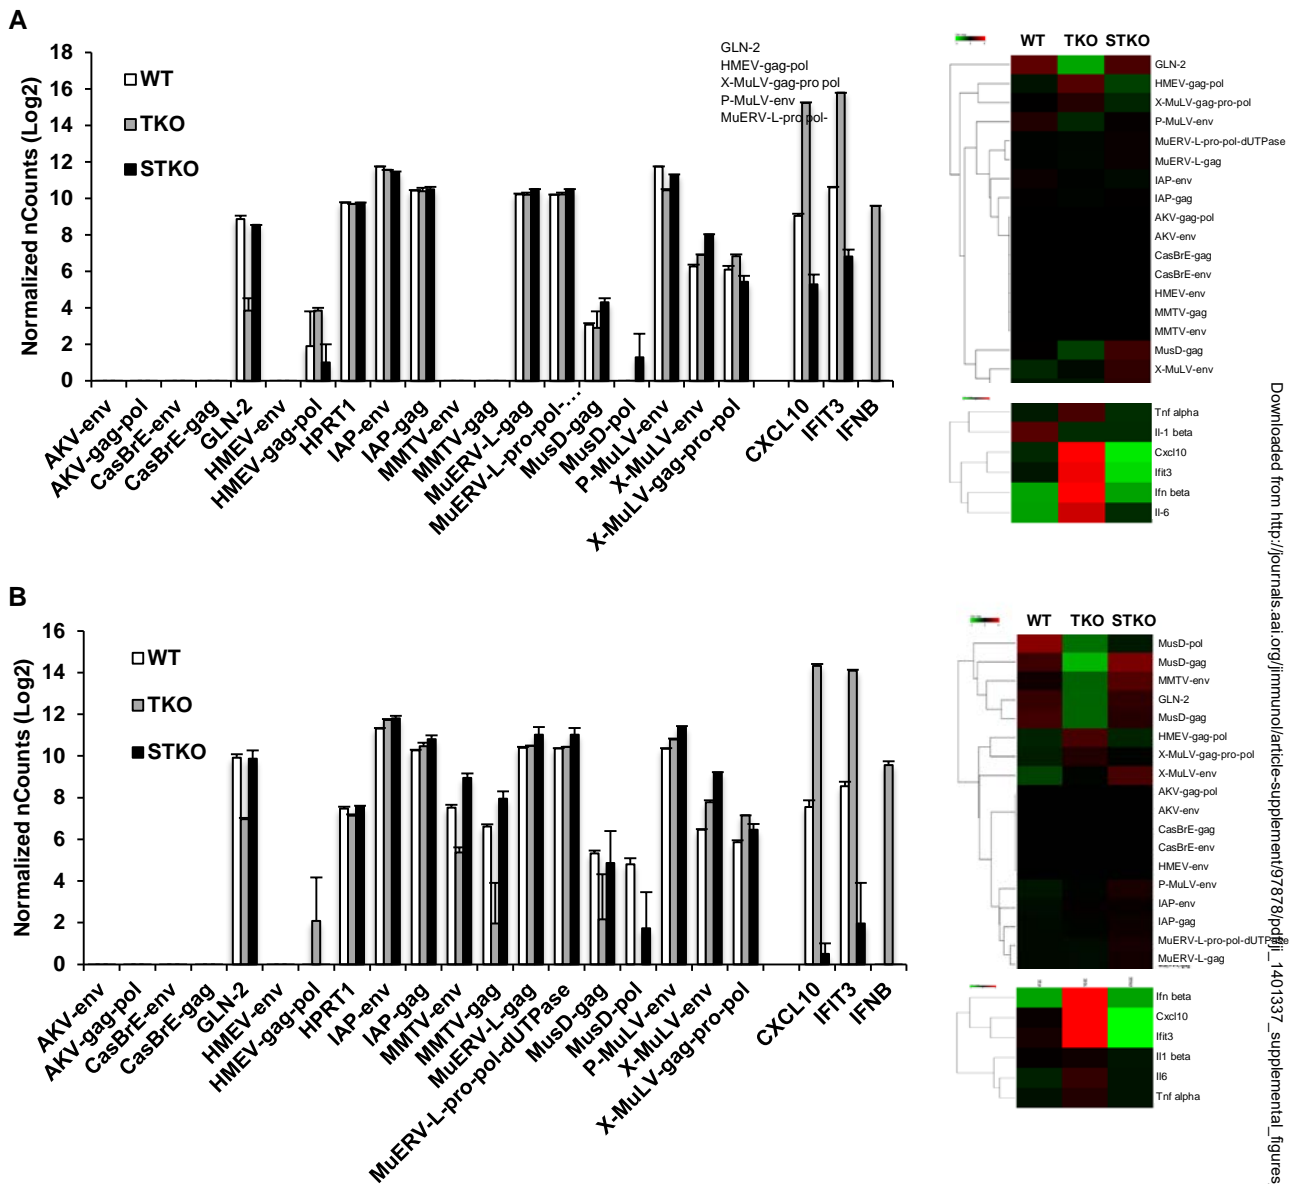 A
18
16
14
12
10
8
6
4
2
0
Normalized nCounts (Log2)
WT
TKO
STKO
GLN-2
HMEV-gag-pol
X-MuLV-gag-pro pol
P-MuLV-env
MuERV-L-pro pol-
AKV-env
AKV-gag-pol
CasBrE-env
CasBrE-gag
GLN-2
HMEV-env
HMEV-gag-pol
HPRT1
IAP-env
IAP-gag
MMTV-env
MMTV-gag
MuERV-L-gag
MuERV-L-pro-pol-…
MusD-gag
MusD-pol
P-MuLV-env
X-MuLV-env
X-MuLV-gag-pro-pol
CXCL10
IFIT3
IFNB
WT TKO STKO
GLN-2
HMEV-gag-pol
X-MuLV-gag-pro-pol
P-MuLV-env
MuERV-L-pro-pol-dUTPase
MuERV-L-gag
IAP-env
IAP-gag
AKV-gag-pol
AKV-env
CasBrE-gag
CasBrE-env
HMEV-env
MMTV-gag
MMTV-env
MusD-gag
X-MuLV-env
Tnf alpha
Il-1 beta
Cxcl10
Ifit3
Ifn beta
Il-6
B
16
14
12
10
8
6
4
2
0
Normalized nCounts (Log2)
WT
TKO
STKO
AKV-env
AKV-gag-pol
CasBrE-env
CasBrE-gag
GLN-2
HMEV-env
HMEV-gag-pol
HPRT1
IAP-env
IAP-gag
MMTV-env
MMTV-gag
MuERV-L-gag
MuERV-L-pro-pol-dUTPase
MusD-gag
MusD-pol
P-MuLV-env
X-MuLV-env
X-MuLV-gag-pro-pol
CXCL10
IFIT3
IFNB
WT TKO STKO
MusD-pol
MusD-gag
MMTV-env
GLN-2
MusD-gag
HMEV-gag-pol
X-MuLV-gag-pro-pol
X-MuLV-env
AKV-gag-pol
AKV-env
CasBrE-gag
CasBrE-env
HMEV-env
P-MuLV-env
IAP-env
IAP-gag
MuERV-L-pro-pol-dUTPase
MuERV-L-gag
Ifn beta
Cxcl10
Ifit3
Il1 beta
Il6
Tnf alpha
Downloaded from http://journals.aai.org/jimmunol/article-supplement/97878/pdf/ji_1401337_supplemental_figures